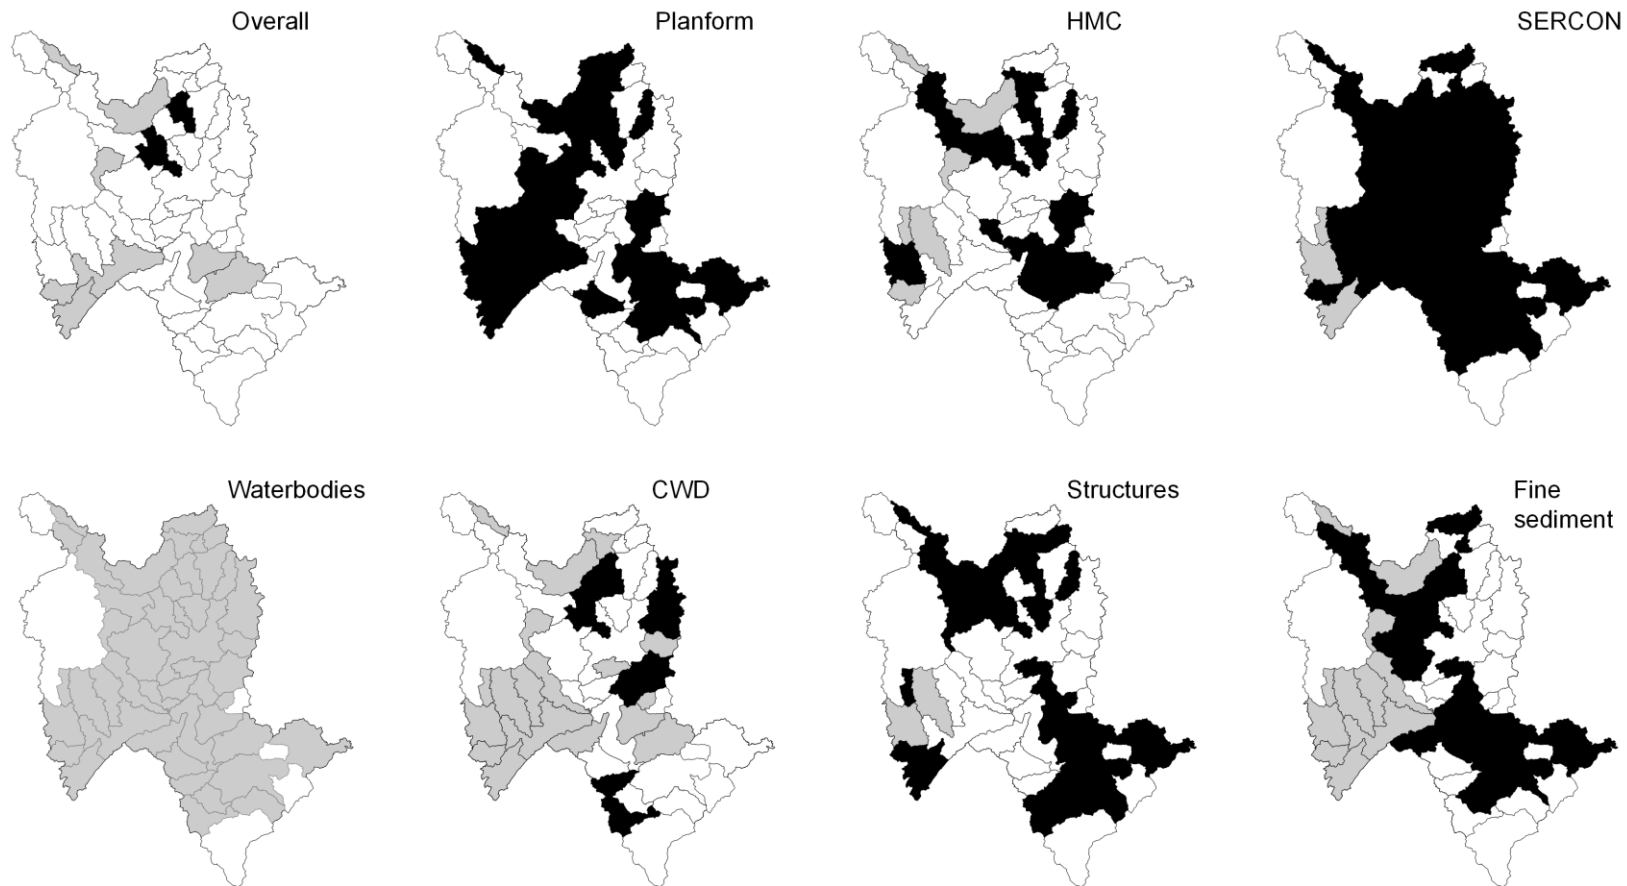 Overall
Planform
HMC
SERCON
Waterbodies
CWD
Structures
Fine
sediment